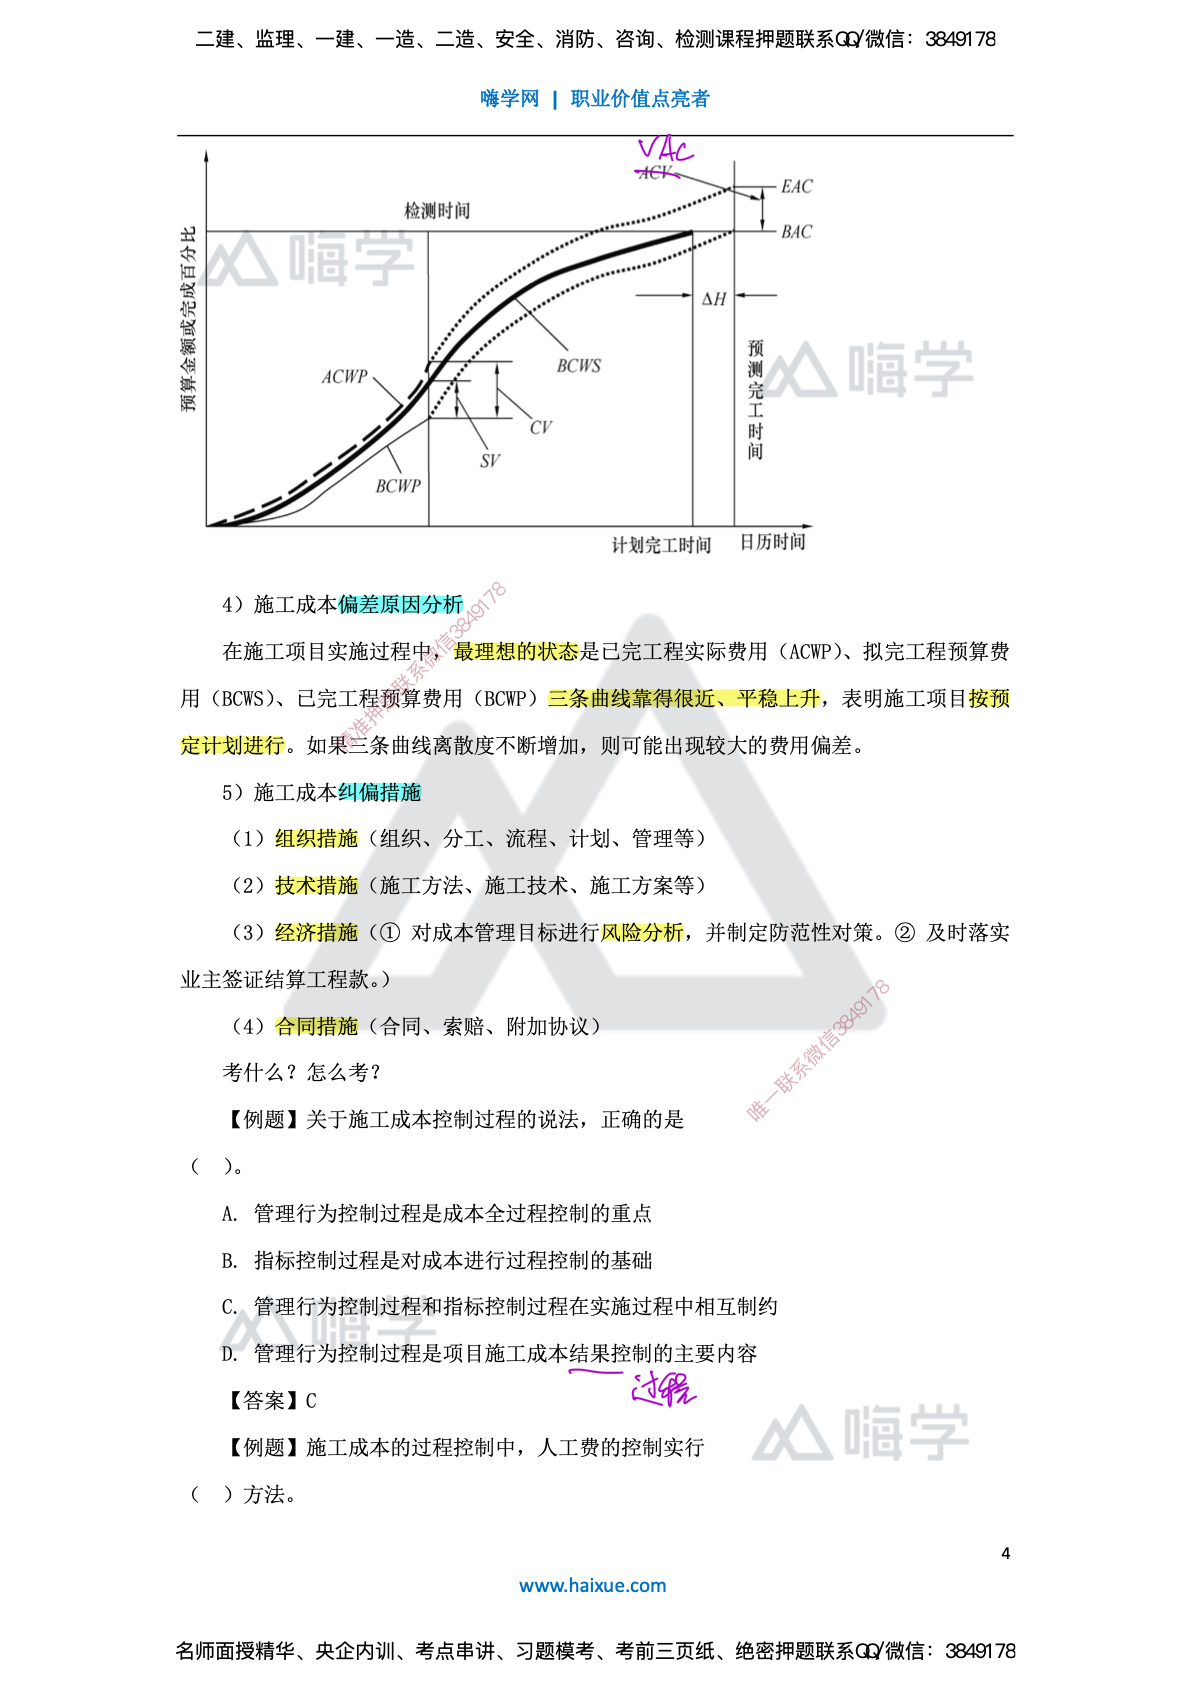 二建、监理、一建、一造、二造、安全、消防、咨询、检测课程押题联系QQ/微信：3849178
嗨学网 | 职业价值点亮者
VAC
ACV
EAC
检测时间
BAC
嗨学
预算金额或完成百分比
ΔH
预测完工时间
嗨学
BCWS
ACWP
CV
SV
BCWP
计划完工时间
日历时间
4）施工成本偏差原因分析
在施工项目实施过程中，最理想的状态是已完工程实际费用（ACWP）、拟完工程预算费
用（BCWS）、已完工程预算费用（BCWP）三条曲线靠得很近、平稳上升，表明施工项目按预
定计划进行。如果三条曲线离散度不断增加，则可能出现较大的费用偏差。
精准押题联系微信3849178
5）施工成本纠偏措施
（1）组织措施（组织、分工、流程、计划、管理等）
（2）技术措施（施工方法、施工技术、施工方案等）
（3）经济措施（① 对成本管理目标进行风险分析，并制定防范性对策。② 及时落实
业主签证结算工程款。）
（4）合同措施（合同、索赔、附加协议）
唯一联系微信3849178
考什么？怎么考？
【例题】关于施工成本控制过程的说法，正确的是
（ ）。
A. 管理行为控制过程是成本全过程控制的重点
B. 指标控制过程是对成本进行过程控制的基础
C. 管理行为控制过程和指标控制过程在实施过程中相互制约
嗨学
D. 管理行为控制过程是项目施工成本结果控制的主要内容
过程
【答案】C
嗨学
【例题】施工成本的过程控制中，人工费的控制实行
（ ）方法。
4
www.haixue.com
名师面授精华、央企内训、考点串讲、习题模考、考前三页纸、绝密押题联系QQ/微信：3849178